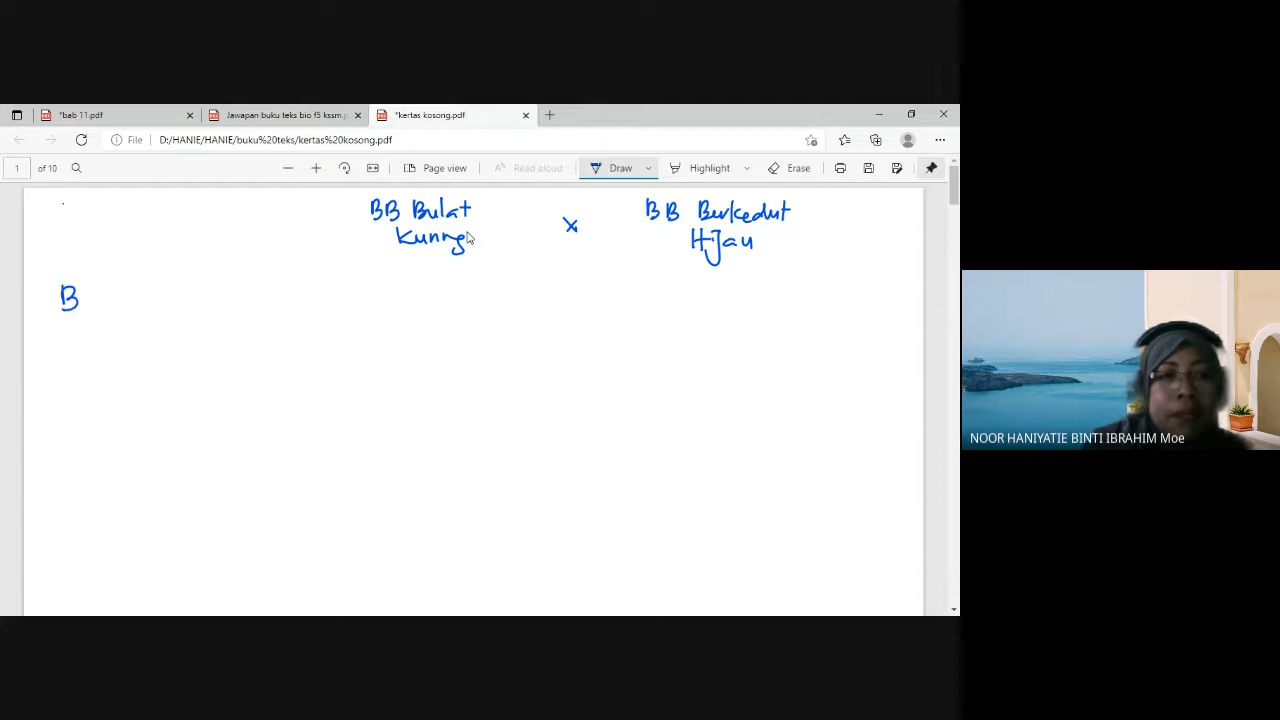 *bab 11.pdf
Jawapan buku teks bio f5 kssm.p
*kertas kosong.pdf
File
D:/HANIE/HANIE/buku%20teks/kertas%20kosong.pdf
1 of 10
Page view
Read aloud
Draw
Highlight
Erase
BB Bulat x BB Berkedut
Kuning Hijau
B
NOOR HANIYATIE BINTI IBRAHIM Moe